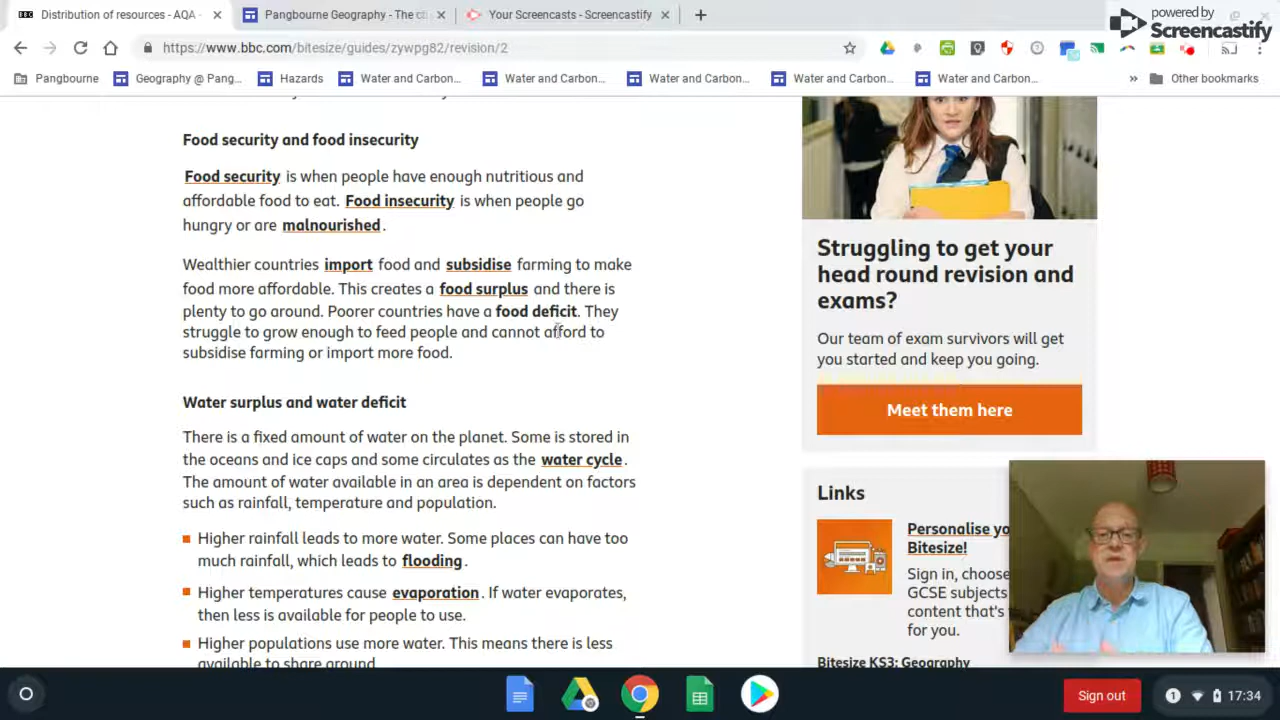 Distribution of resources - AQA -
Pangbourne Geography - The c
Your Screencasts - Screencastify
powered by
Screencastify
https://www.bbc.com/bitesize/guides/zywpg82/revision/2
Pangbourne
Geography @ Pang...
Hazards
Water and Carbon...
Water and Carbon...
Water and Carbon...
Water and Carbon...
Water and Carbon...
Other bookmarks
Food security and food insecurity
Food security is when people have enough nutritious and
affordable food to eat. Food insecurity is when people go
hungry or are malnourished.
Wealthier countries import food and subsidise farming to make
food more affordable. This creates a food surplus and there is
plenty to go around. Poorer countries have a food deficit. They
struggle to grow enough to feed people and cannot afford to
subsidise farming or import more food.
Water surplus and water deficit
There is a fixed amount of water on the planet. Some is stored in
the oceans and ice caps and some circulates as the water cycle.
The amount of water available in an area is dependent on factors
such as rainfall, temperature and population.
Higher rainfall leads to more water. Some places can have too
much rainfall, which leads to flooding.
Higher temperatures cause evaporation. If water evaporates,
then less is available for people to use.
Higher populations use more water. This means there is less
available to share around.
Struggling to get your
head round revision and
exams?
Our team of exam survivors will get
you started and keep you going.
Meet them here
Links
Personalise yo
Bitesize!
Sign in, choose
GCSE subjects
content that's
for you.
Bitesize KS3: Geography
Sign out
1
17:34